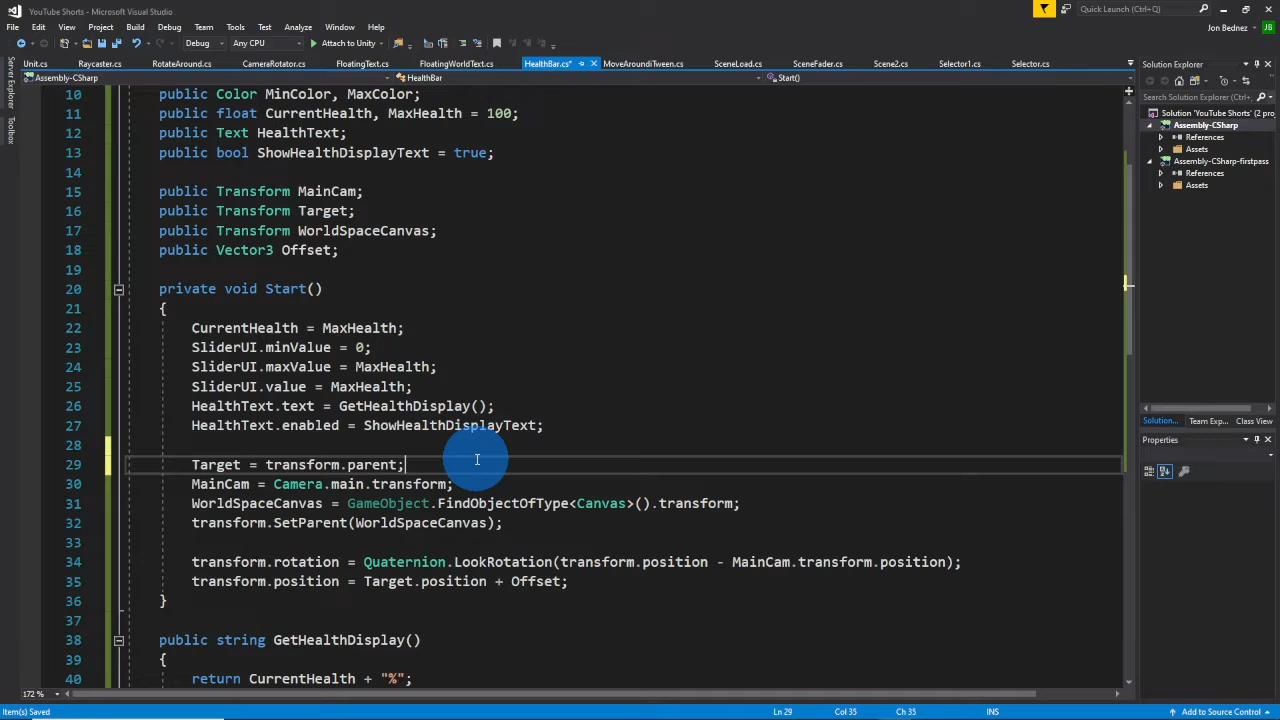 YouTube Shorts - Microsoft Visual Studio
Quick Launch (Ctrl+Q)
File Edit View Project Build Debug Team Tools Test Analyze Window Help
Jon Bednez JB
Debug Any CPU Attach to Unity
Unit.cs Raycaster.cs RotateAround.cs CameraRotator.cs FloatingText.cs FloatingWorldText.cs HealthBar.cs* MoveAroundiTween.cs SceneLoad.cs SceneFader.cs Scene2.cs Selector1.cs Selector.cs
Assembly-CSharp HealthBar Start()
Server Explorer
Toolbox
10 public Color MinColor, MaxColor;
11 public float CurrentHealth, MaxHealth = 100;
12 public Text HealthText;
13 public bool ShowHealthDisplayText = true;
14
15 public Transform MainCam;
16 public Transform Target;
17 public Transform WorldSpaceCanvas;
18 public Vector3 Offset;
19
20 private void Start()
21 {
22 CurrentHealth = MaxHealth;
23 SliderUI.minValue = 0;
24 SliderUI.maxValue = MaxHealth;
25 SliderUI.value = MaxHealth;
26 HealthText.text = GetHealthDisplay();
27 HealthText.enabled = ShowHealthDisplayText;
28
29 Target = transform.parent;
30 MainCam = Camera.main.transform;
31 WorldSpaceCanvas = GameObject.FindObjectOfType<Canvas>().transform;
32 transform.SetParent(WorldSpaceCanvas);
33
34 transform.rotation = Quaternion.LookRotation(transform.position - MainCam.transform.position);
35 transform.position = Target.position + Offset;
36 }
37
38 public string GetHealthDisplay()
39 {
40 return CurrentHealth + "%";
172 %
Solution Explorer
Search Solution Explorer (Ctrl+;)
Solution 'YouTube Shorts' (2 pro
Assembly-CSharp
References
Assets
Assembly-CSharp-firstpass
References
Assets
Solution... Team Explorer Class View
Properties
Item(s) Saved Ln 29 Col 35 Ch 35 INS Add to Source Control